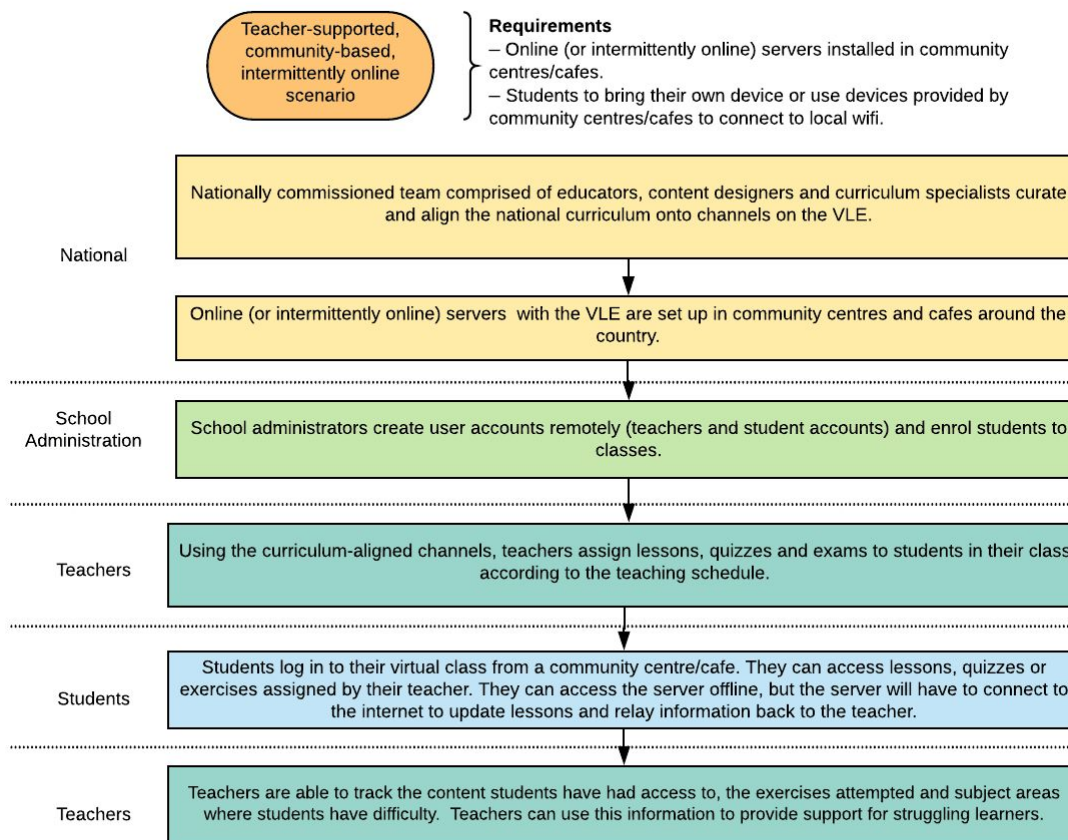 Teacher-supported,
community-based,
intermittently online
scenario
Requirements
– Online (or intermittently online) servers installed in community
centres/cafes.
– Students to bring their own device or use devices provided by
community centres/cafes to connect to local wifi.
National
Nationally commissioned team comprised of educators, content designers and curriculum specialists curate
and align the national curriculum onto channels on the VLE.
Online (or intermittently online) servers with the VLE are set up in community centres and cafes around the
country.
School
Administration
School administrators create user accounts remotely (teachers and student accounts) and enrol students to
classes.
Teachers
Using the curriculum-aligned channels, teachers assign lessons, quizzes and exams to students in their class
according to the teaching schedule.
Students
Students log in to their virtual class from a community centre/cafe. They can access lessons, quizzes or
exercises assigned by their teacher. They can access the server offline, but the server will have to connect to
the internet to update lessons and relay information back to the teacher.
Teachers
Teachers are able to track the content students have had access to, the exercises attempted and subject areas
where students have difficulty. Teachers can use this information to provide support for struggling learners.